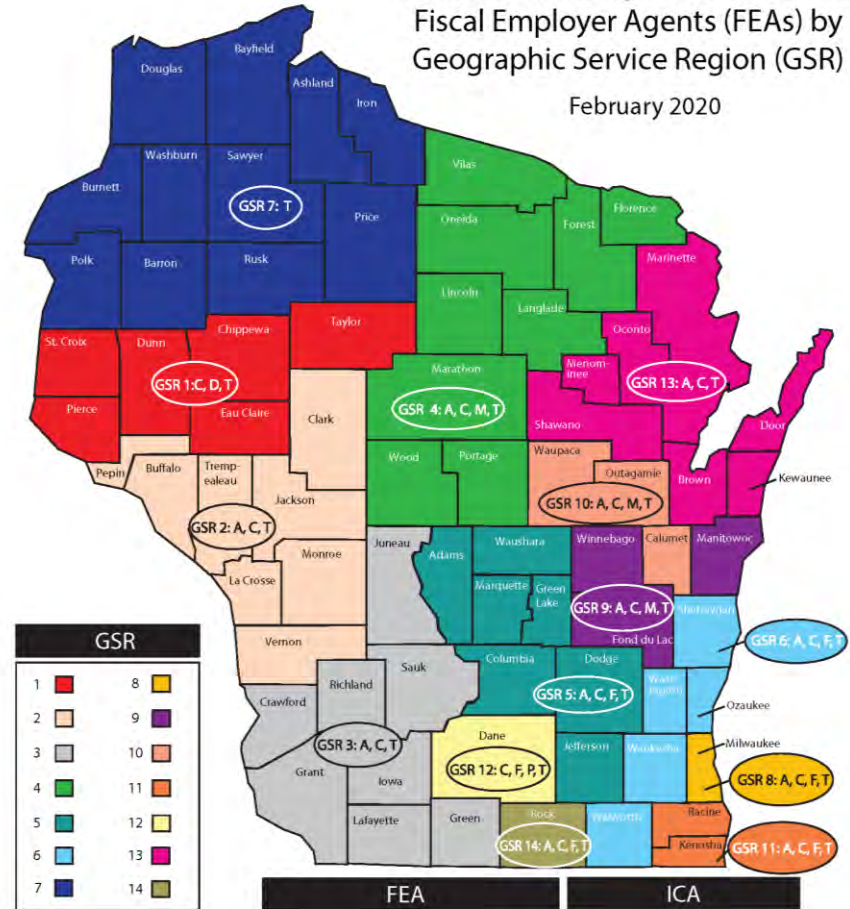 Fiscal Employer Agents (FEAs) by
Geographic Service Region (GSR)
February 2020
Bayfield
Douglas
Ashland
Iron
Vilas
Washburn
Sawyer
Burnett
GSR 7: T
Price
Oneida
Forest
Florence
Polk
Barron
Rusk
Marinette
Lincoln
Langlade
Oconto
St. Croix
Dunn
Chippewa
Taylor
GSR 1:C, D, T
Marathon
Menom-
inee
GSR 13: A, C, T
Pierce
Eau Claire
Clark
GSR 4: A, C, M, T
Shawano
Door
Pepin
Buffalo
Tremp-
ealeau
Wood
Portage
Waupaca
Outagamie
Brown
Kewaunee
Jackson
GSR 10: A, C, M, T
GSR 2: A, C, T
Juneau
Adams
Waushara
Winnebago
Calumet
Manitowoc
Monroe
La Crosse
Marquette
Green
Lake
GSR 9: A, C, M, T
Sheboygan
GSR 6: A, C, F, T
Fond du Lac
Vernon
Sauk
Columbia
Dodge
Richland
GSR 5: A, C, F, T
Wash-
ington
Ozaukee
Crawford
GSR 3: A, C, T
Dane
GSR 12: C, F, P, T
Jefferson
Waukesha
Milwaukee
GSR 8: A, C, F, T
Grant
Iowa
Lafayette
Green
Rock
GSR 14: A, C, F, T
Walworth
Racine
Kenosha
GSR 11: A, C, F, T
GSR
1 8
2 9
3 10
4 11
5 12
6 13
7 14
FEA
ICA